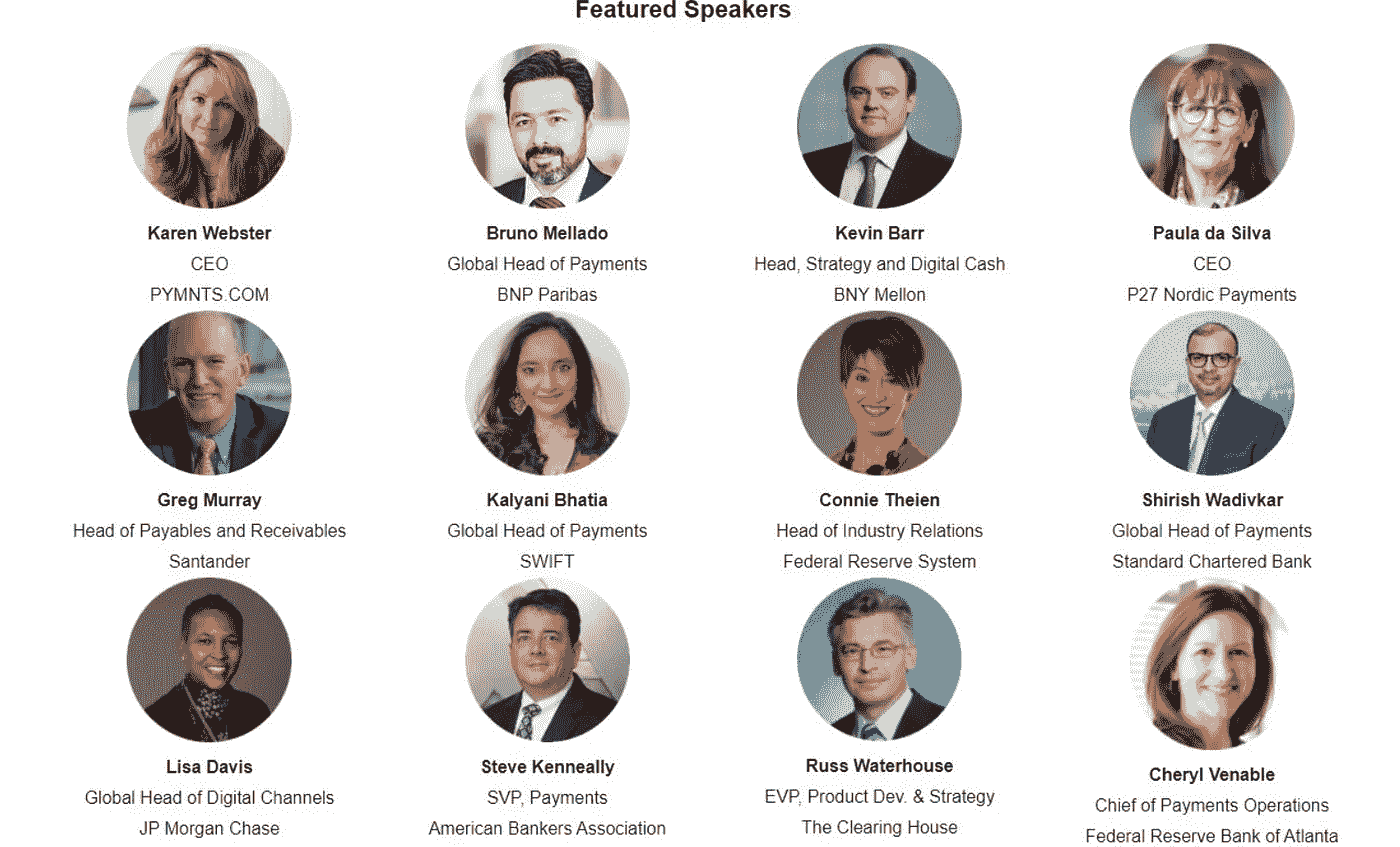 Featured Speakers
Karen Webster
CEO
PYMNTS.COM
Bruno Mellado
Global Head of Payments
BNP Paribas
Kevin Barr
Head, Strategy and Digital Cash
BNY Mellon
Paula da Silva
CEO
P27 Nordic Payments
Greg Murray
Head of Payables and Receivables
Santander
Kalyani Bhatia
Global Head of Payments
SWIFT
Connie Theien
Head of Industry Relations
Federal Reserve System
Shirish Wadivkar
Global Head of Payments
Standard Chartered Bank
Lisa Davis
Global Head of Digital Channels
JP Morgan Chase
Steve Kenneally
SVP, Payments
American Bankers Association
Russ Waterhouse
EVP, Product Dev. & Strategy
The Clearing House
Cheryl Venable
Chief of Payments Operations
Federal Reserve Bank of Atlanta